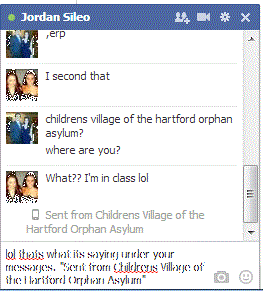 Jordan Sileo
,erp
I second that
childrens village of the hartford orphan
asylum?
where are you?
What?? I'm in class lol
Sent from Childrens Village of the
Hartford Orphan Asylum
lol thats what its saying under your
messages. "Sent from Childrens Village of
the Hartford Orphan Asylum"